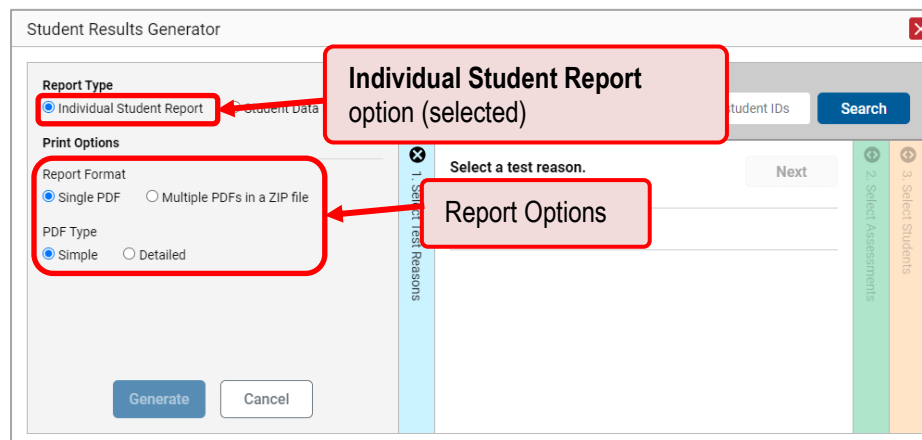 Student Results Generator
Report Type
Individual Student Report
Student Data
Individual Student Report
option (selected)
student IDs
Search
Print Options
Report Format
Single PDF
Multiple PDFs in a ZIP file
PDF Type
Simple
Detailed
Report Options
1. Select Test Reasons
Select a test reason.
Next
2. Select Assessments
3. Select Students
Generate
Cancel